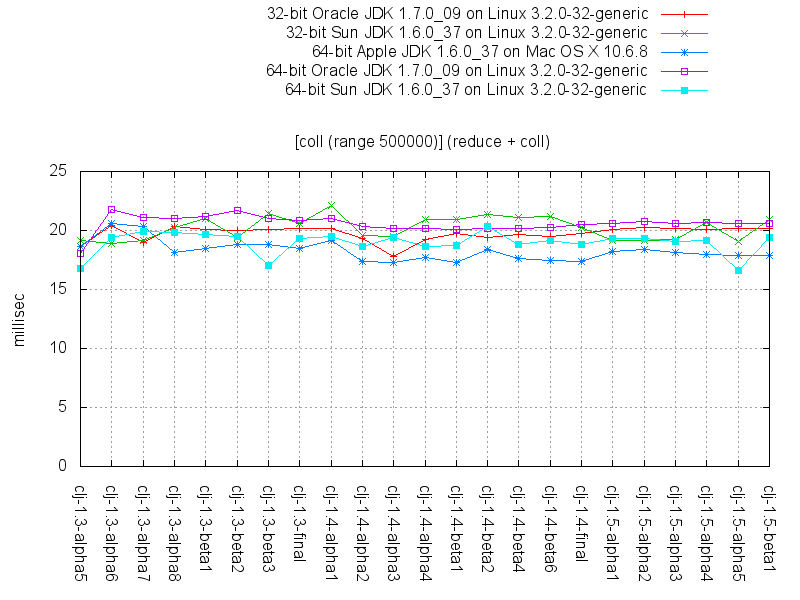 32-bit Oracle JDK 1.7.0_09 on Linux 3.2.0-32-generic
32-bit Sun JDK 1.6.0_37 on Linux 3.2.0-32-generic
64-bit Apple JDK 1.6.0_37 on Mac OS X 10.6.8
64-bit Oracle JDK 1.7.0_09 on Linux 3.2.0-32-generic
64-bit Sun JDK 1.6.0_37 on Linux 3.2.0-32-generic
[coll (range 500000)] (reduce + coll)
25
20
15
10
5
0
millisec
clj-1.3-alpha5
clj-1.3-alpha6
clj-1.3-alpha7
clj-1.3-alpha8
clj-1.3-beta1
clj-1.3-beta2
clj-1.3-beta3
clj-1.3-final
clj-1.4-alpha1
clj-1.4-alpha2
clj-1.4-alpha3
clj-1.4-alpha4
clj-1.4-beta1
clj-1.4-beta2
clj-1.4-beta4
clj-1.4-beta6
clj-1.4-final
clj-1.5-alpha1
clj-1.5-alpha2
clj-1.5-alpha3
clj-1.5-alpha4
clj-1.5-alpha5
clj-1.5-beta1